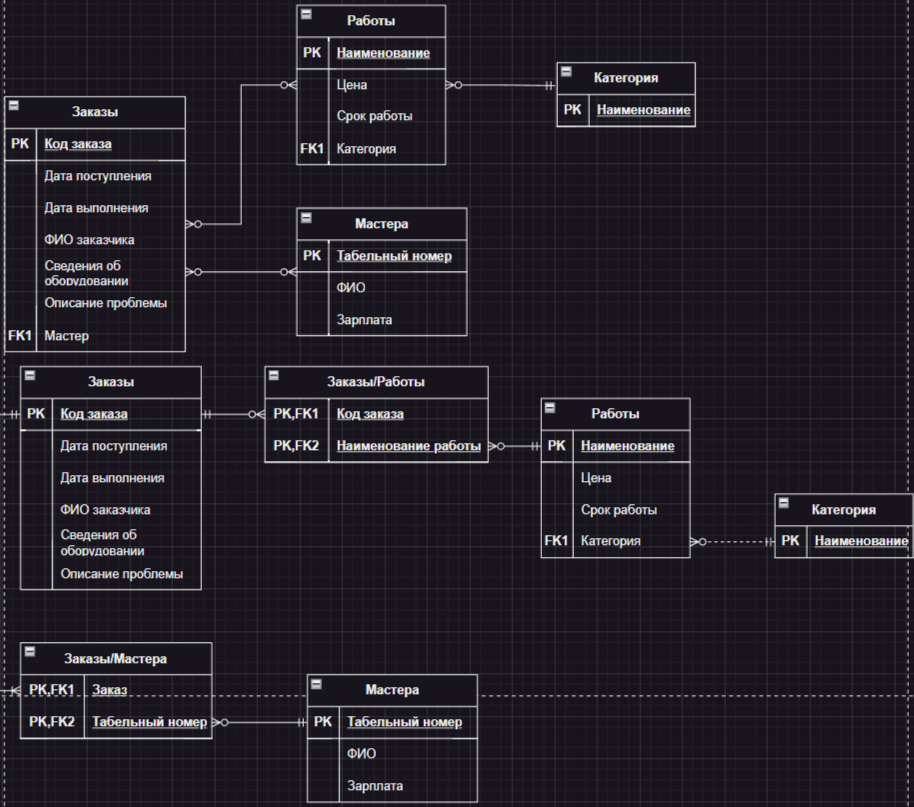 Работы
PK Наименование
Цена
Срок работы
FK1 Категория
Категория
PK Наименование
Заказы
PK Код заказа
Дата поступления
Дата выполнения
ФИО заказчика
Сведения об
оборудовании
Описание проблемы
FK1 Мастер
Мастера
PK Табельный номер
ФИО
Зарплата
Заказы
PK Код заказа
Дата поступления
Дата выполнения
ФИО заказчика
Сведения об
оборудовании
Описание проблемы
Заказы/Работы
PK,FK1 Код заказа
PK,FK2 Наименование работы
Работы
PK Наименование
Цена
Срок работы
FK1 Категория
Категория
PK Наименование
Заказы/Мастера
PK,FK1 Заказ
PK,FK2 Табельный номер
Мастера
PK Табельный номер
ФИО
Зарплата